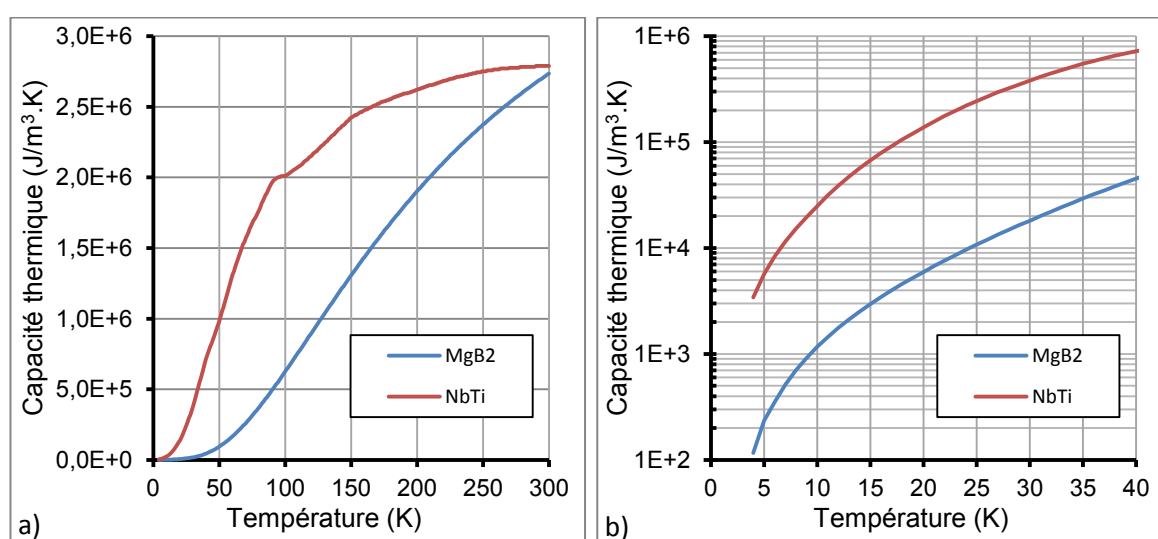 Capacité thermique (J/m³.K)
3,0E+6
2,5E+6
2,0E+6
1,5E+6
1,0E+6
5,0E+5
0,0E+0
0 50 100 150 200 250 300
Température (K)
MgB2
NbTi
a)
Capacité thermique (J/m³.K)
1E+6
1E+5
1E+4
1E+3
1E+2
0 5 10 15 20 25 30 35 40
Température (K)
MgB2
NbTi
b)